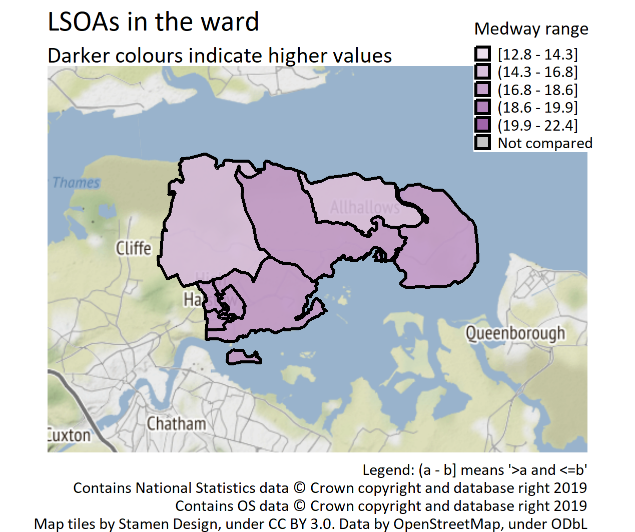 LSOAs in the ward
Darker colours indicate higher values
Medway range
[12.8 - 14.3]
(14.3 - 16.8]
(16.8 - 18.6]
(18.6 - 19.9]
(19.9 - 22.4]
Not compared
Thames
Allhallows
Cliffe
Queenborough
Chatham
Legend: (a - b] means '>a and <=b'
Contains National Statistics data © Crown copyright and database right 2019
Contains OS data © Crown copyright and database right 2019
Map tiles by Stamen Design, under CC BY 3.0. Data by OpenStreetMap, under ODbL